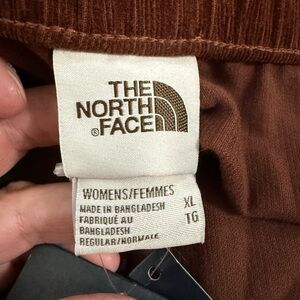 THE
NORTH
FACE
®
WOMENS/FEMMES
MADE IN BANGLADESH XL
FABRIQUÉ AU TG
BANGLADESH
REGULAR/NORMALE